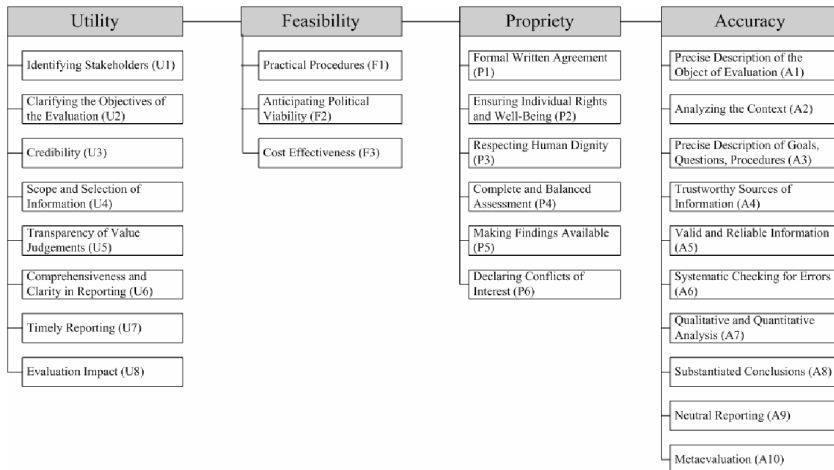 Utility
Identifying Stakeholders (U1)
Clarifying the Objectives of
the Evaluation (U2)
Credibility (U3)
Scope and Selection of
Information (U4)
Transparency of Value
Judgements (U5)
Comprehensiveness and
Clarity in Reporting (U6)
Timely Reporting (U7)
Evaluation Impact (U8)
Feasibility
Practical Procedures (F1)
Anticipating Political
Viability (F2)
Cost Effectiveness (F3)
Propriety
Formal Written Agreement
(P1)
Ensuring Individual Rights
and Well-Being (P2)
Respecting Human Dignity
(P3)
Complete and Balanced
Assessment (P4)
Making Findings Available
(P5)
Declaring Conflicts of
Interest (P6)
Accuracy
Precise Description of the
Object of Evaluation (A1)
Analyzing the Context (A2)
Precise Description of Goals,
Questions, Procedures (A3)
Trustworthy Sources of
Information (A4)
Valid and Reliable Information
(A5)
Systematic Checking for Errors
(A6)
Qualitative and Quantitative
Analysis (A7)
Substantiated Conclusions (A8)
Neutral Reporting (A9)
Metaevaluation (A10)